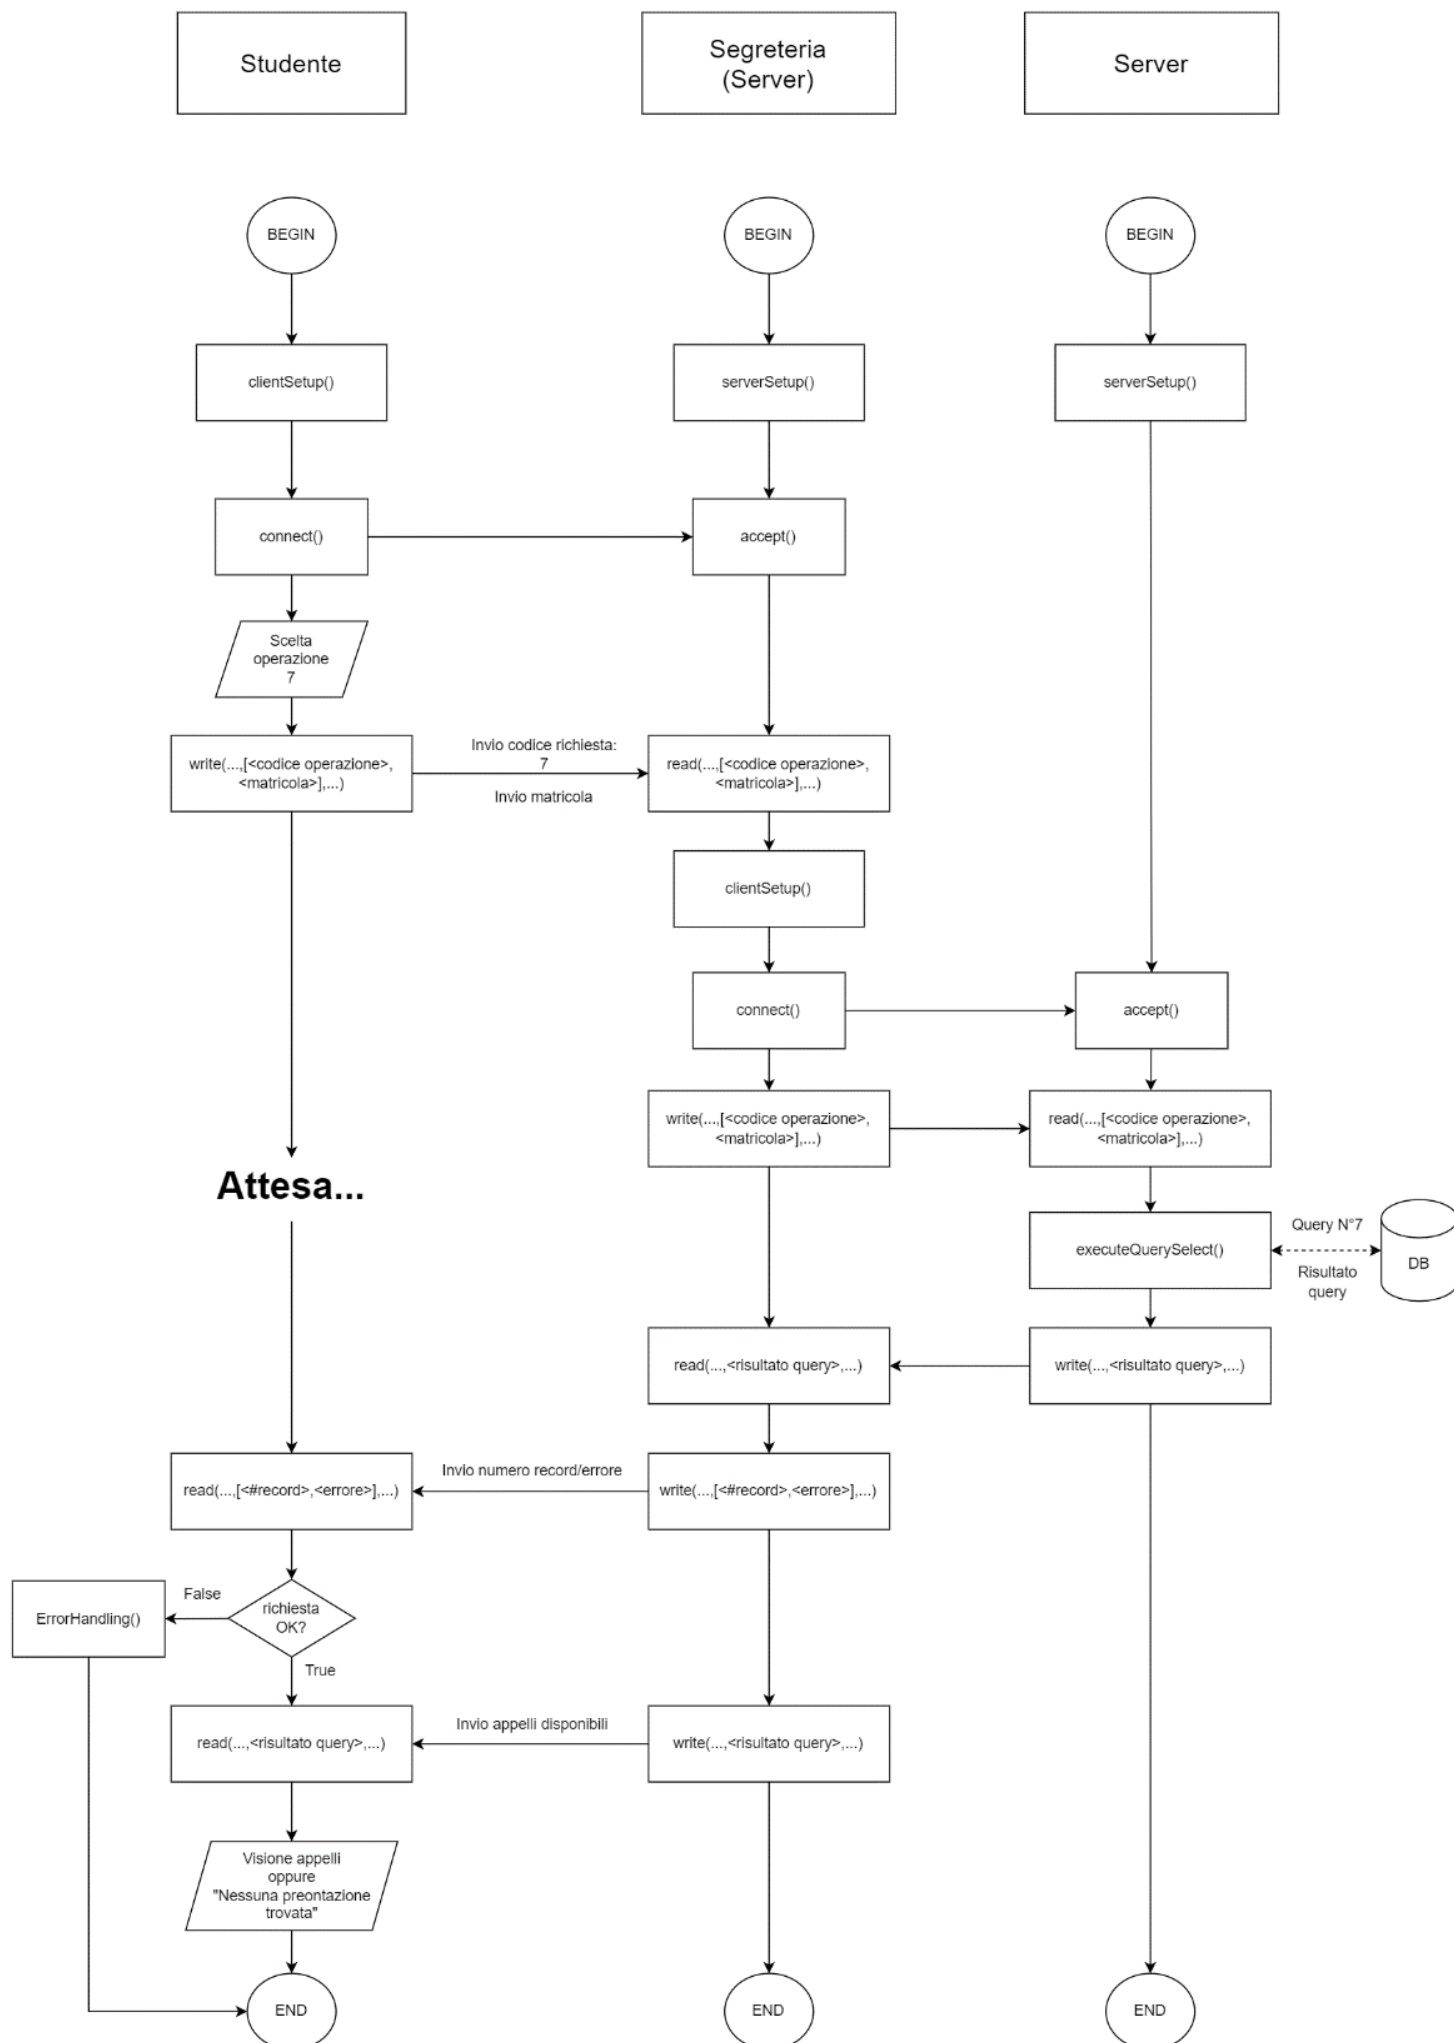 Studente
Segreteria
(Server)
Server
BEGIN
BEGIN
BEGIN
clientSetup()
serverSetup()
serverSetup()
connect()
accept()
Scelta
operazione
7
write(...,[<codice operazione>,
<matricola>],...)
Invio codice richiesta:
7
Invio matricola
read(...,[<codice operazione>,
<matricola>],...)
clientSetup()
connect()
accept()
write(...,[<codice operazione>,
<matricola>],...)
read(...,[<codice operazione>,
<matricola>],...)
Attesa...
executeQuerySelect()
Query N°7
Risultato
query
DB
read(...,<risultato query>,...)
write(...,<risultato query>,...)
read(...,[<#record>,<errore>],...)
Invio numero record/errore
write(...,[<#record>,<errore>],...)
ErrorHandling()
False
richiesta
OK?
True
read(...,<risultato query>,...)
Invio appelli disponibili
write(...,<risultato query>,...)
Visione appelli
oppure
"Nessuna preontazione
trovata"
END
END
END